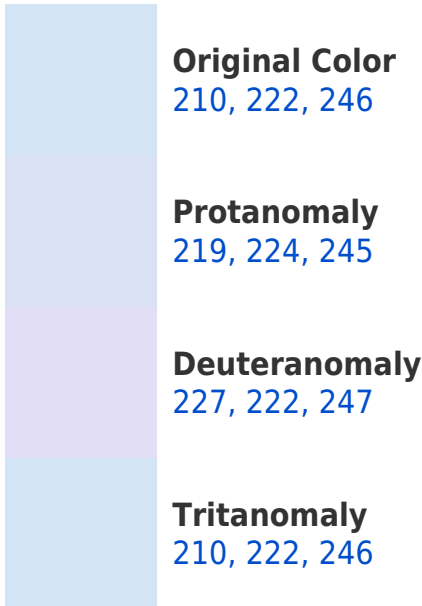 Original Color
210, 222, 246
Protanomaly
219, 224, 245
Deuteranomaly
227, 222, 247
Tritanomaly
210, 222, 246